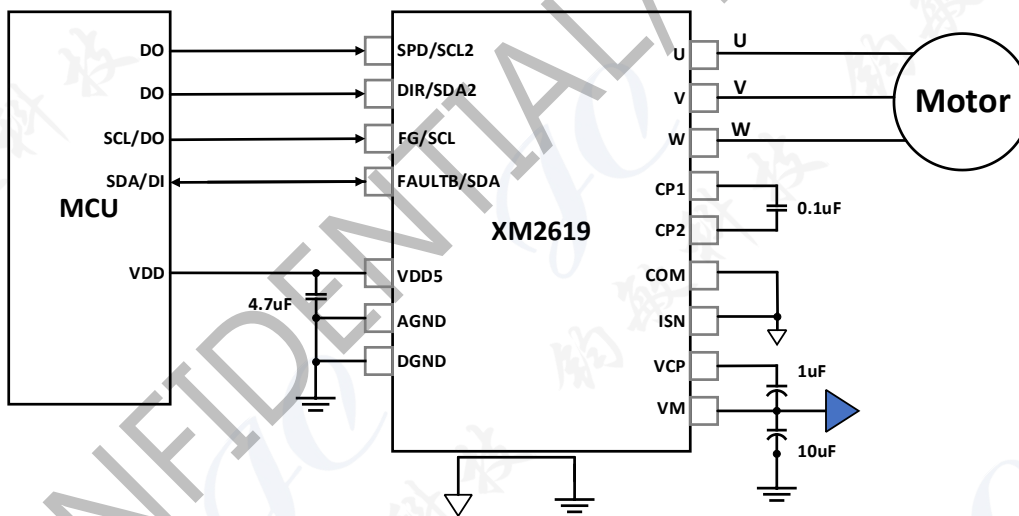 DO
DO
SCL/DO
SDA/DI
MCU
VDD
4.7uF
SPD/SCL2
DIR/SDA2
FG/SCL
FAULTB/SDA
XM2619
VDD5
AGND
DGND
U
V
W
CP1
CP2
COM
ISN
VCP
VM
U
V
W
Motor
0.1uF
1uF
10uF
NFIDENTIAL